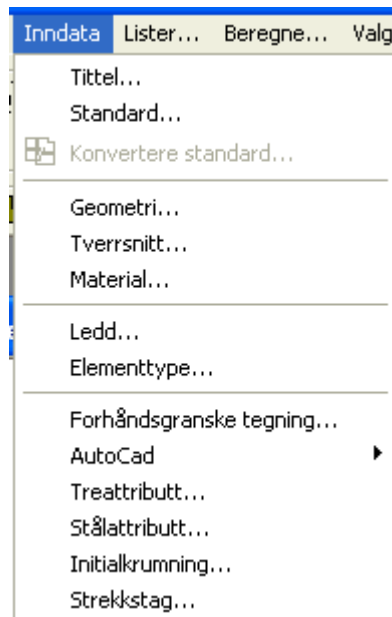 Inndata Lister... Beregne... Valg
Tittel...
Standard...
Konvertere standard...
Geometri...
Tverrsnitt...
Material...
Ledd...
Elementtype...
Forhåndsgranske tegning...
AutoCad
Treattributt...
Stålattributt...
Initialkrumning...
Strekkstag...